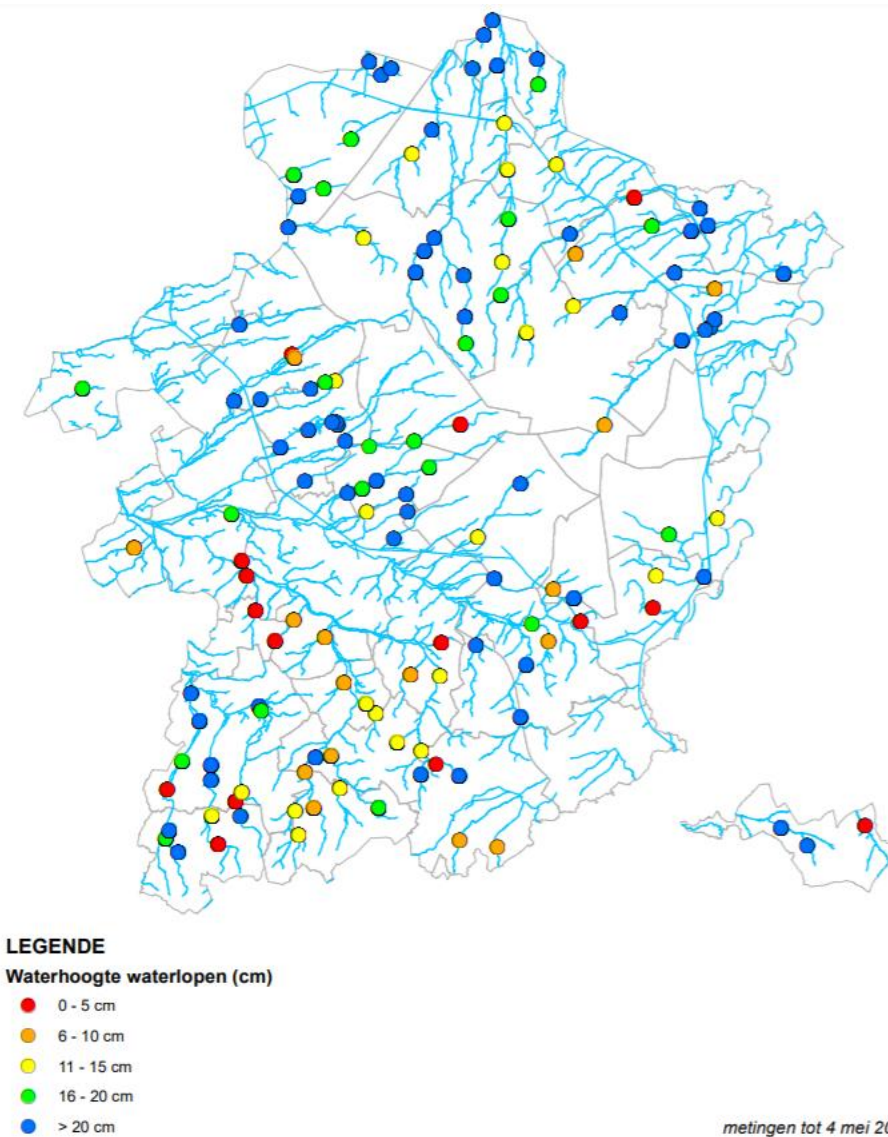 LEGENDE
Waterhoogte waterlopen (cm)
0 - 5 cm
6 - 10 cm
11 - 15 cm
16 - 20 cm
> 20 cm
metingen tot 4 mei 20